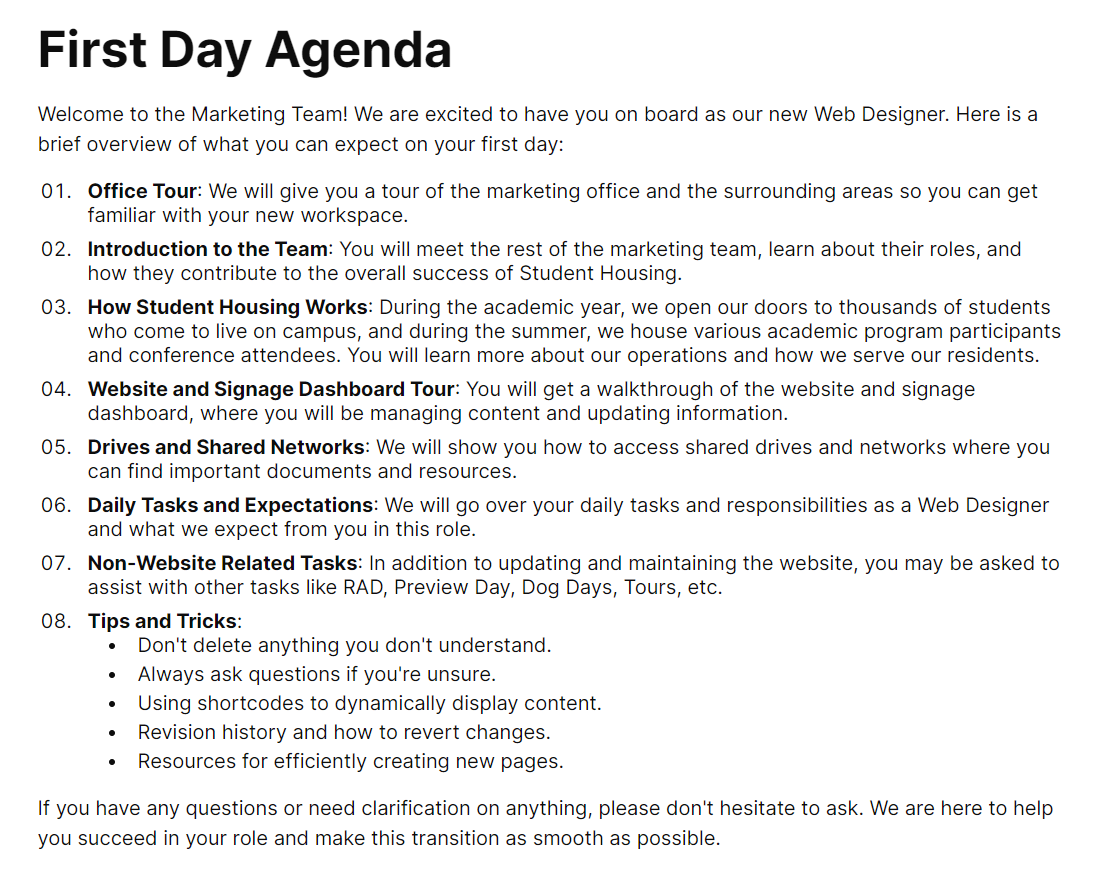 First Day Agenda
Welcome to the Marketing Team! We are excited to have you on board as our new Web Designer. Here is a
brief overview of what you can expect on your first day:
01. Office Tour: We will give you a tour of the marketing office and the surrounding areas so you can get
familiar with your new workspace.
02. Introduction to the Team: You will meet the rest of the marketing team, learn about their roles, and
how they contribute to the overall success of Student Housing.
03. How Student Housing Works: During the academic year, we open our doors to thousands of students
who come to live on campus, and during the summer, we house various academic program participants
and conference attendees. You will learn more about our operations and how we serve our residents.
04. Website and Signage Dashboard Tour: You will get a walkthrough of the website and signage
dashboard, where you will be managing content and updating information.
05. Drives and Shared Networks: We will show you how to access shared drives and networks where you
can find important documents and resources.
06. Daily Tasks and Expectations: We will go over your daily tasks and responsibilities as a Web Designer
and what we expect from you in this role.
07. Non-Website Related Tasks: In addition to updating and maintaining the website, you may be asked to
assist with other tasks like RAD, Preview Day, Dog Days, Tours, etc.
08. Tips and Tricks:
• Don't delete anything you don't understand.
• Always ask questions if you're unsure.
• Using shortcodes to dynamically display content.
• Revision history and how to revert changes.
• Resources for efficiently creating new pages.
If you have any questions or need clarification on anything, please don't hesitate to ask. We are here to help
you succeed in your role and make this transition as smooth as possible.